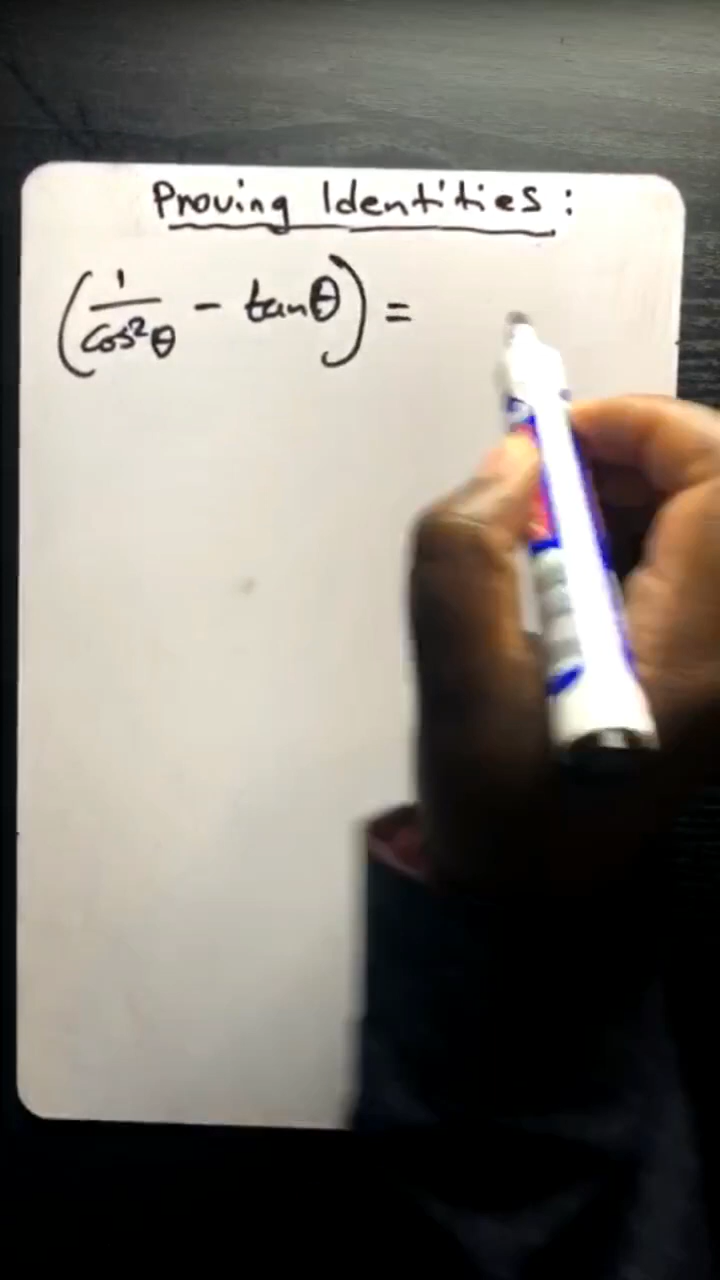 Proving Identities:
(1/cos²θ - tanθ) =